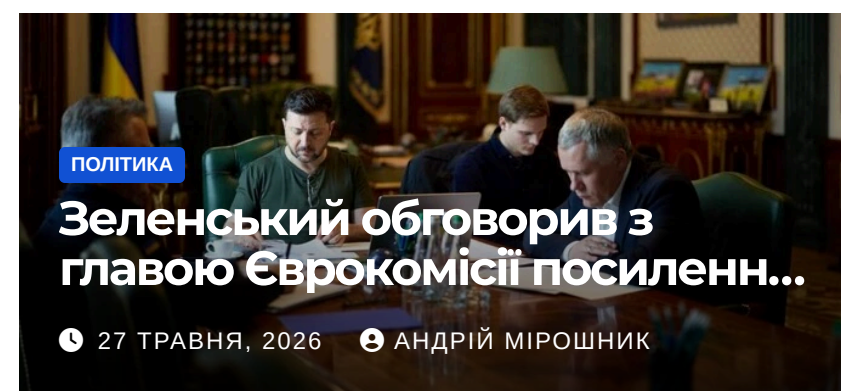 ПОЛІТИКА
Зеленський обговорив з
главою Єврокомісії посиленн...
27 ТРАВНЯ, 2026 АНДРІЙ МІРОШНИК